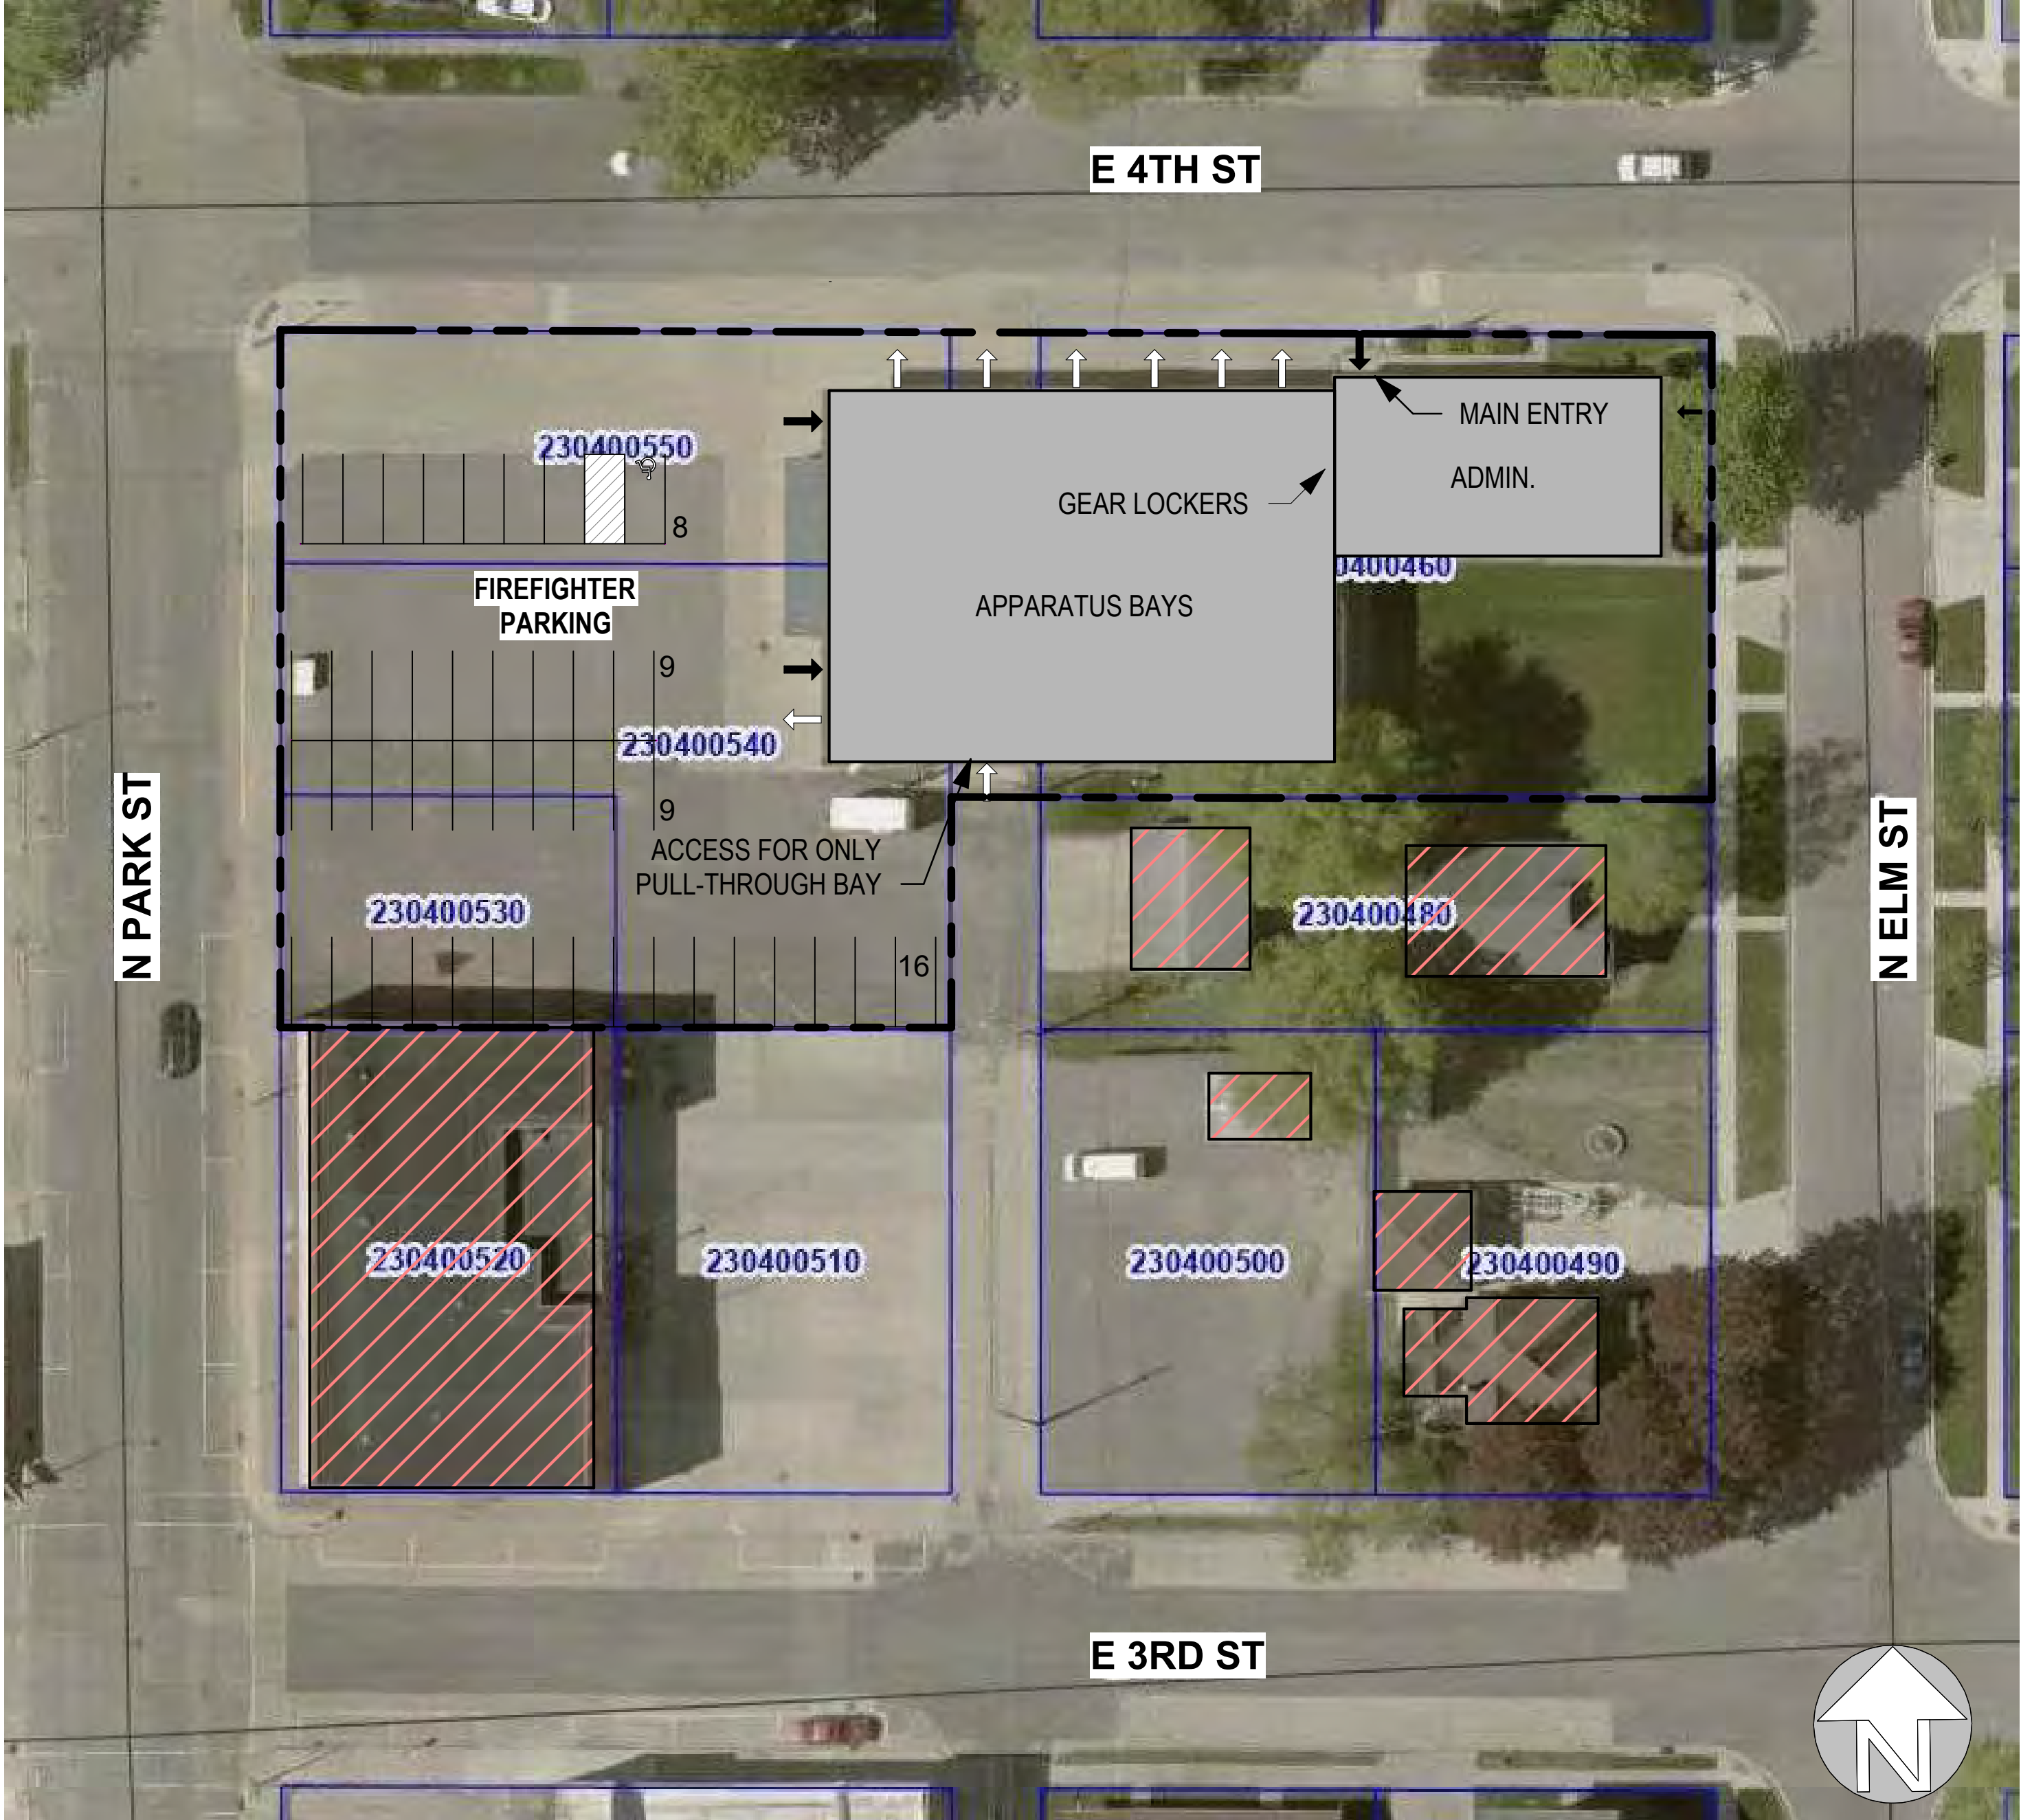 E 4TH ST
MAIN ENTRY
230400550
ADMIN.
GEAR LOCKERS
8
0400460
FIREFIGHTER
PARKING
APPARATUS BAYS
9
230400540
9
ACCESS FOR ONLY
PULL-THROUGH BAY
N PARK ST
N ELM ST
230400530
230400480
16
230400520
230400510
230400500
230400490
E 3RD ST
N